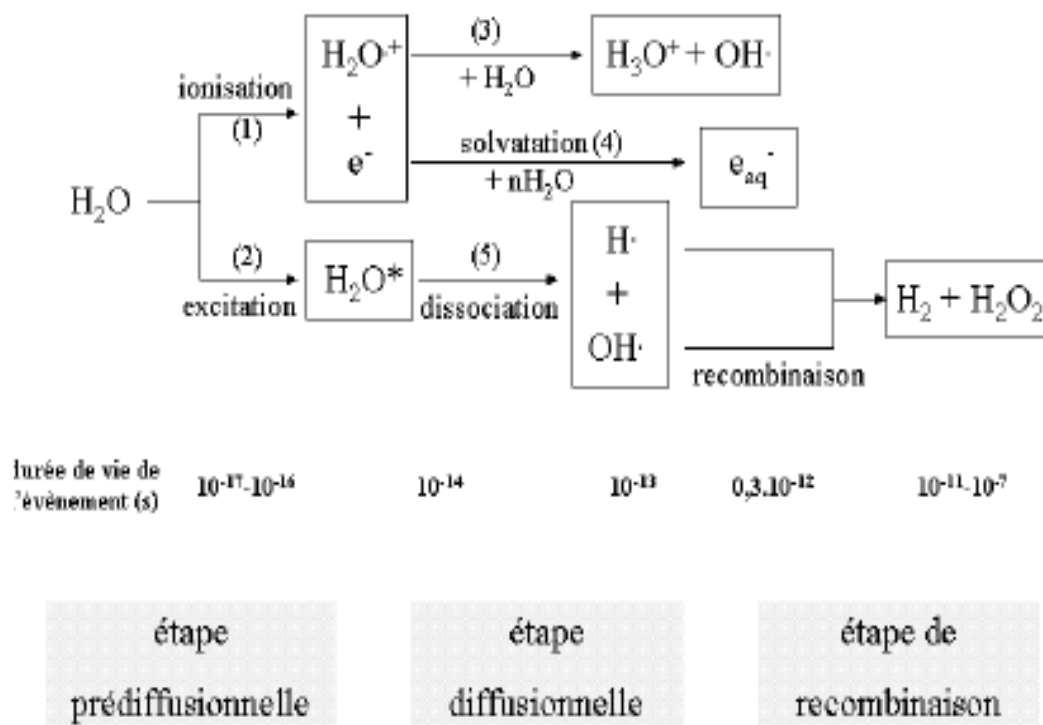 H₂O·⁺
(3)
+ H₂O
H₃O⁺ + OH·
ionisation
(1)
+
e⁻
solvatation (4)
+ nH₂O
eₐq⁻
H₂O
(2)
excitation
H₂O*
(5)
dissociation
H·
+
OH·
recombinaison
H₂ + H₂O₂
durée de vie de
l'évènement (s)
10⁻¹⁷-10⁻¹⁶
10⁻¹⁴
10⁻¹³
0,3.10⁻¹²
10⁻¹¹-10⁻⁷
étape
prédiffusionnelle
étape
diffusionnelle
étape de
recombinaison